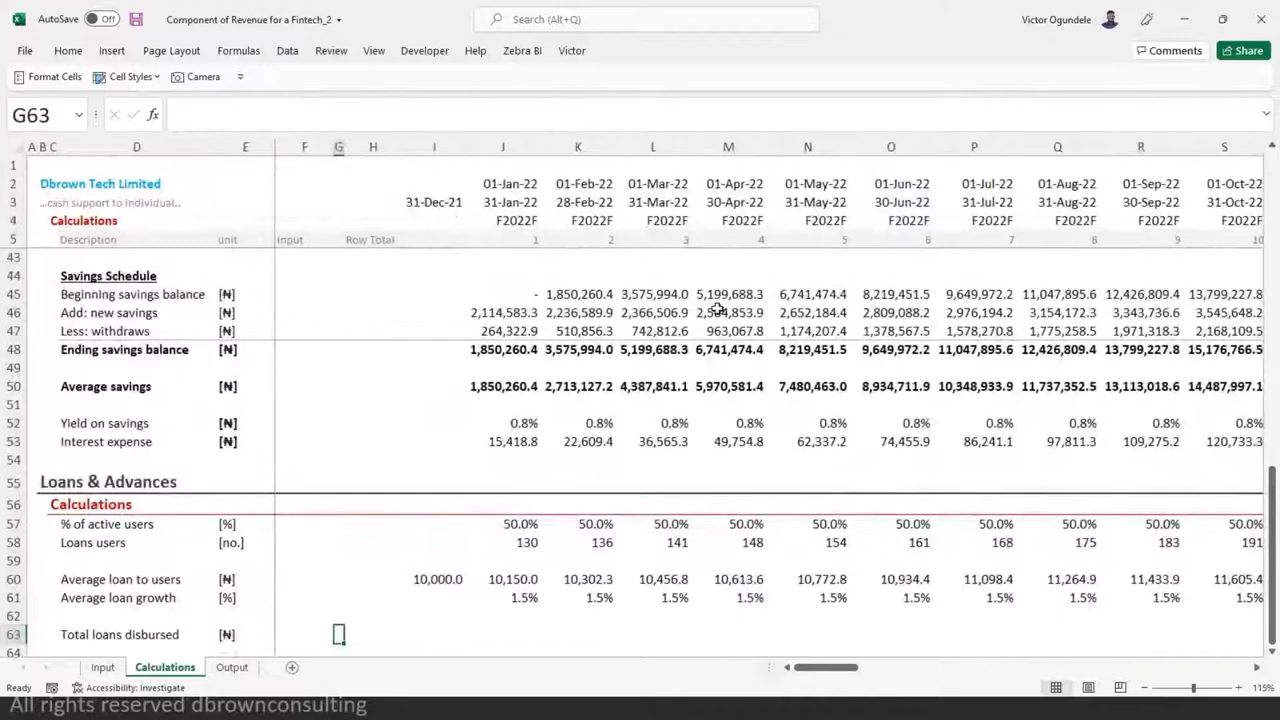 AutoSave Off Component of Revenue for a Fintech_2 Search (Alt+Q) Victor Ogundele
File Home Insert Page Layout Formulas Data Review View Developer Help Zebra BI Victor Comments Share
Format Cells Cell Styles Camera
G63 fx
A B C D E F G H I J K L M N O P Q R S
1
2 Dbrown Tech Limited 01-Jan-22 01-Feb-22 01-Mar-22 01-Apr-22 01-May-22 01-Jun-22 01-Jul-22 01-Aug-22 01-Sep-22 01-Oct-22
3 ...cash support to individual.. 31-Dec-21 31-Jan-22 28-Feb-22 31-Mar-22 30-Apr-22 31-May-22 30-Jun-22 31-Jul-22 31-Aug-22 30-Sep-22 31-Oct-22
4 Calculations F2022F F2022F F2022F F2022F F2022F F2022F F2022F F2022F F2022F F2022F
5 Description unit Input Row Total 1 2 3 4 5 6 7 8 9 10
43
44 Savings Schedule
45 Beginning savings balance [₦] - 1,850,260.4 3,575,994.0 5,199,688.3 6,741,474.4 8,219,451.5 9,649,972.2 11,047,895.6 12,426,809.4 13,799,227.8
46 Add: new savings [₦] 2,114,583.3 2,236,589.9 2,366,506.9 2,652,184.4 2,809,088.2 2,976,194.2 3,154,172.3 3,343,736.6 3,545,648.2
47 Less: withdraws [₦] 264,322.9 510,856.3 742,812.6 963,067.8 1,174,207.4 1,378,567.5 1,578,270.8 1,775,258.5 1,971,318.3 2,168,109.5
48 Ending savings balance [₦] 1,850,260.4 3,575,994.0 5,199,688.3 6,741,474.4 8,219,451.5 9,649,972.2 11,047,895.6 12,426,809.4 13,799,227.8 15,176,766.5
50 Average savings [₦] 1,850,260.4 2,713,127.2 4,387,841.1 5,970,581.4 7,480,463.0 8,934,711.9 10,348,933.9 11,737,352.5 13,113,018.6 14,487,997.1
51
52 Yield on savings [₦] 0.8% 0.8% 0.8% 0.8% 0.8% 0.8% 0.8% 0.8% 0.8% 0.8%
53 Interest expense [₦] 15,418.8 22,609.4 36,565.3 49,754.8 62,337.2 74,455.9 86,241.1 97,811.3 109,275.2 120,733.3
54
55 Loans & Advances
56 Calculations
57 % of active users [%] 50.0% 50.0% 50.0% 50.0% 50.0% 50.0% 50.0% 50.0% 50.0% 50.0%
58 Loans users [no.] 130 136 141 148 154 161 168 175 183 191
59
60 Average loan to users [₦] 10,000.0 10,150.0 10,302.3 10,456.8 10,613.6 10,772.8 10,934.4 11,098.4 11,264.9 11,433.9 11,605.4
61 Average loan growth [%] 1.5% 1.5% 1.5% 1.5% 1.5% 1.5% 1.5% 1.5% 1.5% 1.5%
62
63 Total loans disbursed [₦]
64
Input Calculations Output
Ready Accessibility: Investigate 115%
All rights reserved dbrownconsulting